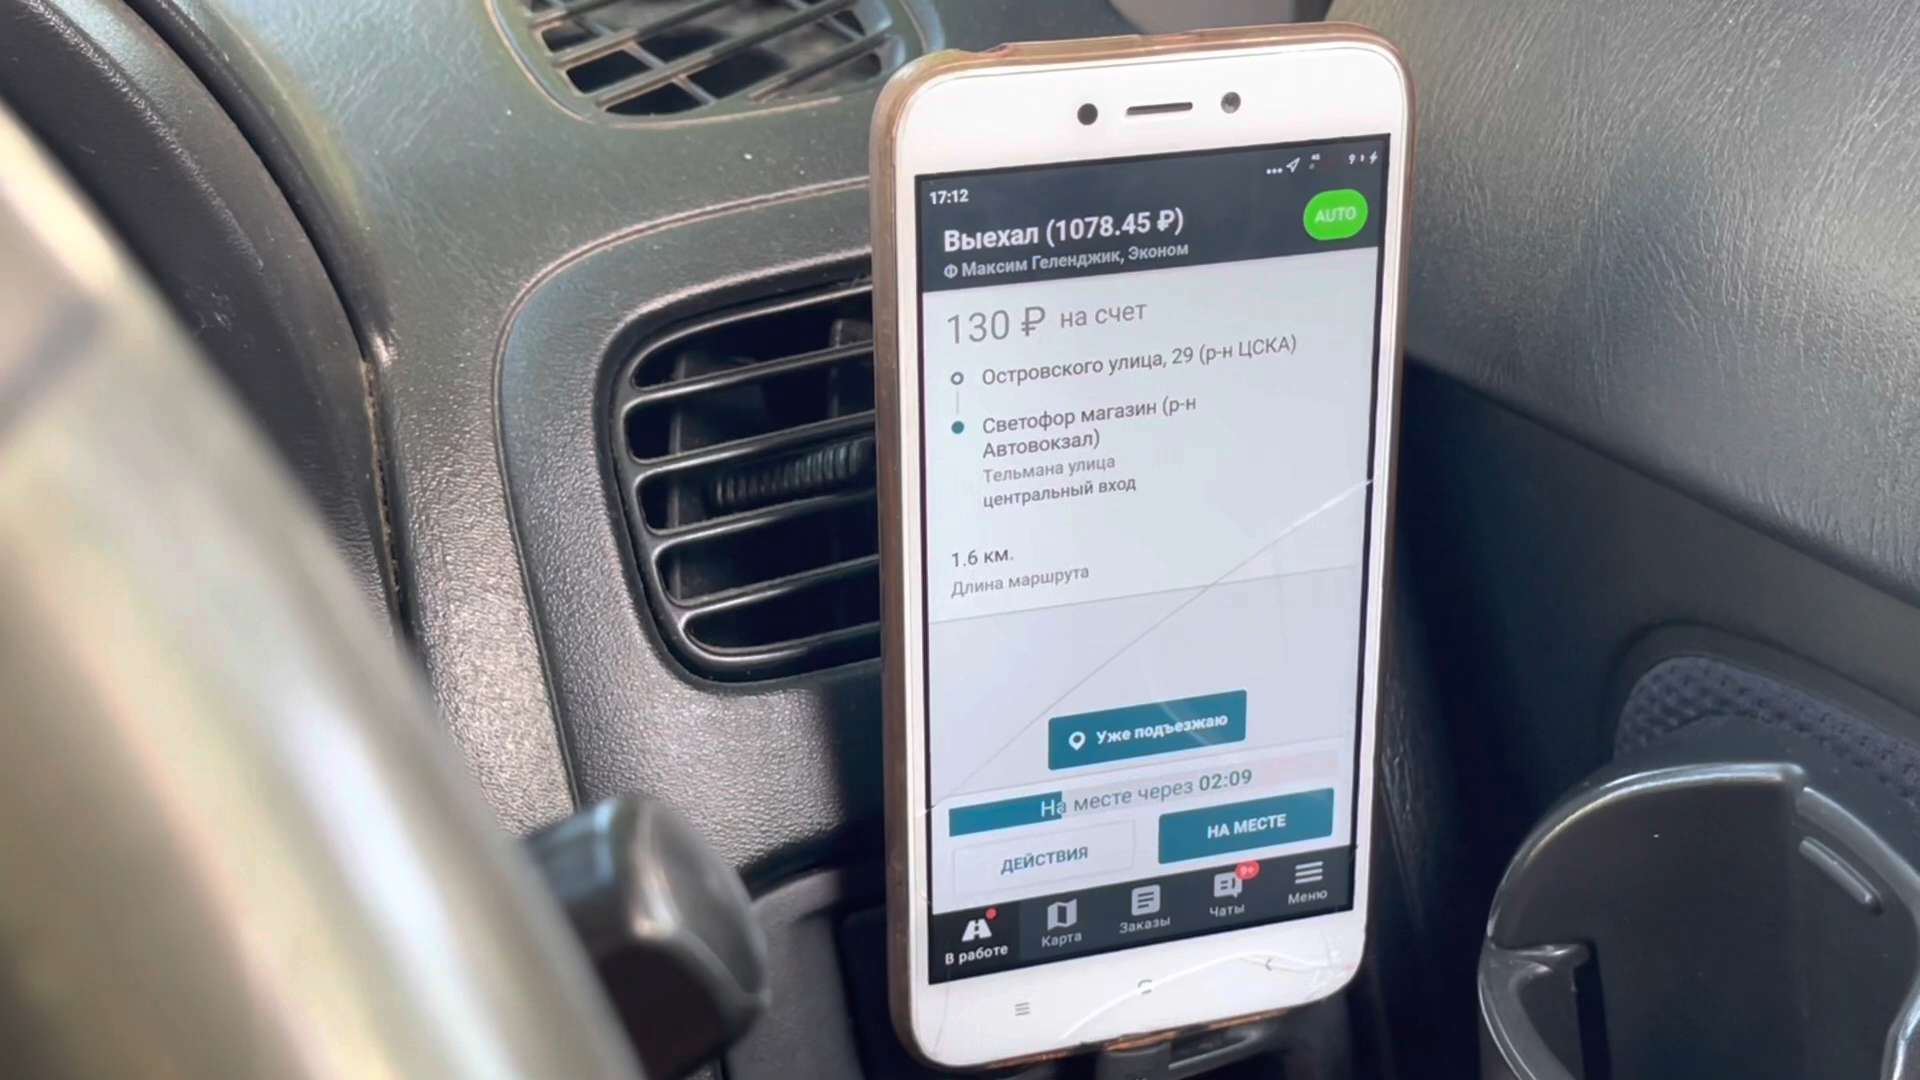 17:12
4G
Выехал (1078.45 ₽)
AUTO
Ф Максим Геленджик, Эконом
130 ₽ на счет
Островского улица, 29 (р-н ЦСКА)
Светофор магазин (р-н
Автовокзал)
Тельмана улица
центральный вход
1.6 км.
Длина маршрута
Уже подъезжаю
На месте через 02:09
ДЕЙСТВИЯ
НА МЕСТЕ
9+
В работе
Карта
Заказы
Чаты
Меню